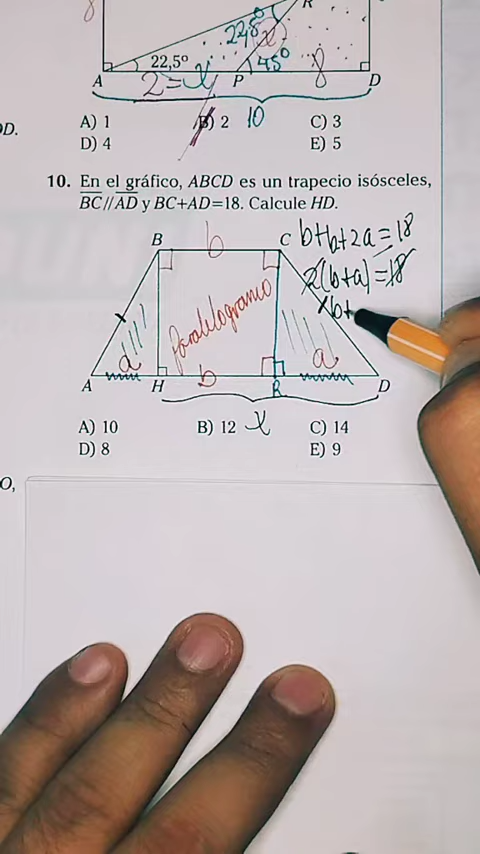 R
22,5°
x
22,5°
45°
8
A
2=x
P
D
10
OD.
A) 1
B) 2
C) 3
D) 4
E) 5
10. En el gráfico, ABCD es un trapecio isósceles,
BC//AD y BC+AD=18. Calcule HD.
B
b
C
b+b+2a=18
2(b+a)=18
b+
paralelogramo
a
b
a
A
H
R
D
x
A) 10
B) 12
C) 14
D) 8
E) 9
O,